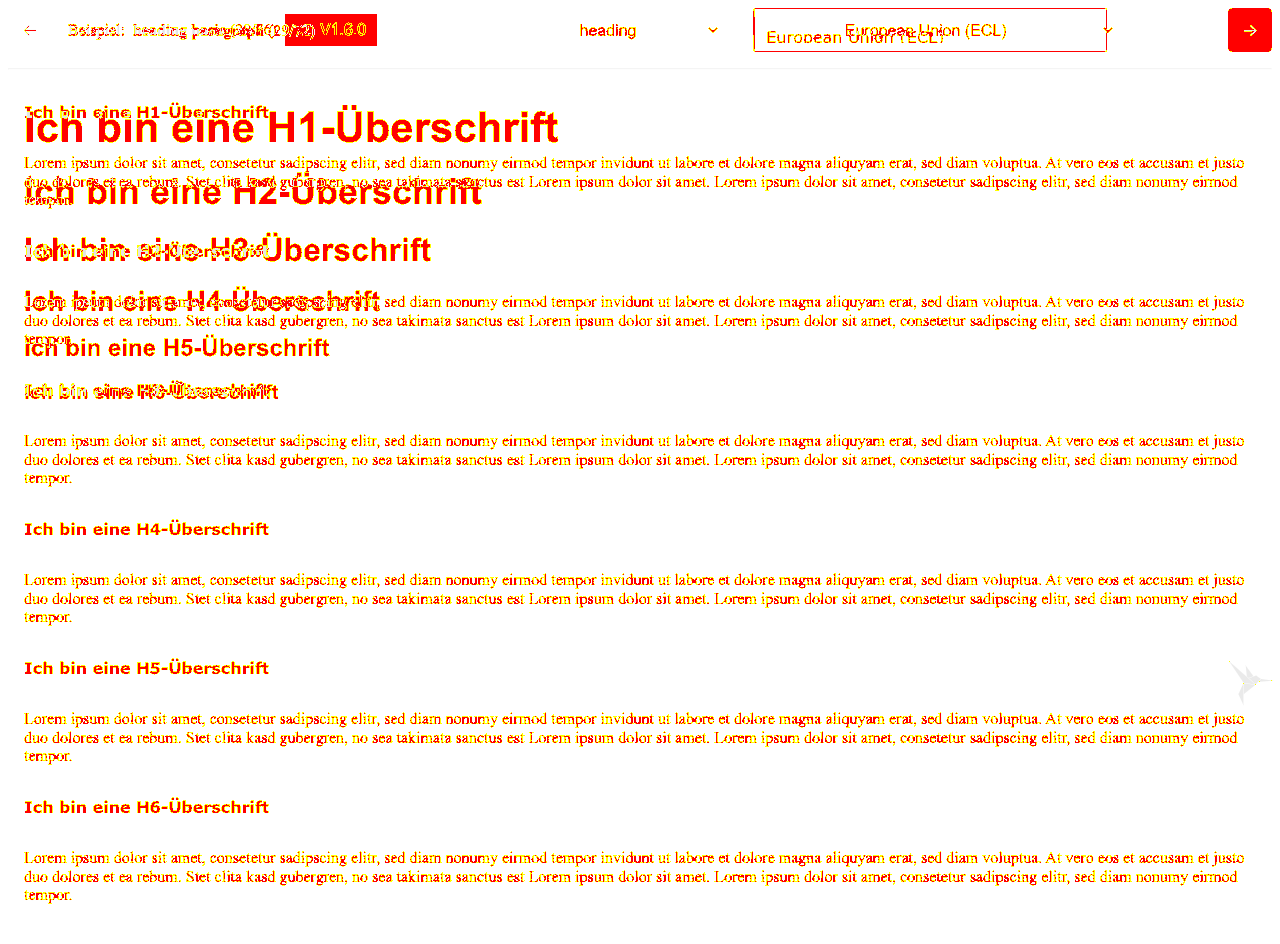 V1.6.0
heading
European Union (ECL)
European Union (ECL)
Ich bin eine H1-Überschrift
Ich bin eine H1-Überschrift
Lorem ipsum dolor sit amet, consetetur sadipscing elitr, sed diam nonumy eirmod tempor invidunt ut labore et dolore magna aliquyam erat, sed diam voluptua. At vero eos et accusam et justo
duo dolores et ea rebum. Stet clita kasd gubergren, no sea takimata sanctus est Lorem ipsum dolor sit amet. Lorem ipsum dolor sit amet, consetetur sadipscing elitr, sed diam nonumy eirmod
tempor.
Ich bin eine H2-Überschrift
Ich bin eine H3-Überschrift
Ich bin eine H4-Überschrift
Lorem ipsum dolor sit amet, consetetur sadipscing elitr, sed diam nonumy eirmod tempor invidunt ut labore et dolore magna aliquyam erat, sed diam voluptua. At vero eos et accusam et justo
duo dolores et ea rebum. Stet clita kasd gubergren, no sea takimata sanctus est Lorem ipsum dolor sit amet. Lorem ipsum dolor sit amet, consetetur sadipscing elitr, sed diam nonumy eirmod
tempor.
Ich bin eine H5-Überschrift
Ich bin eine
Lorem ipsum dolor sit amet, consetetur sadipscing elitr, sed diam nonumy eirmod tempor invidunt ut labore et dolore magna aliquyam erat, sed diam voluptua. At vero eos et accusam et justo
duo dolores et ea rebum. Stet clita kasd gubergren, no sea takimata sanctus est Lorem ipsum dolor sit amet. Lorem ipsum dolor sit amet, consetetur sadipscing elitr, sed diam nonumy eirmod
tempor.
Ich bin eine H4-Überschrift
Lorem ipsum dolor sit amet, consetetur sadipscing elitr, sed diam nonumy eirmod tempor invidunt ut labore et dolore magna aliquyam erat, sed diam voluptua. At vero eos et accusam et justo
duo dolores et ea rebum. Stet clita kasd gubergren, no sea takimata sanctus est Lorem ipsum dolor sit amet. Lorem ipsum dolor sit amet, consetetur sadipscing elitr, sed diam nonumy eirmod
tempor.
Ich bin eine H5-Überschrift
Lorem ipsum dolor sit amet, consetetur sadipscing elitr, sed diam nonumy eirmod tempor invidunt ut labore et dolore magna aliquyam erat, sed diam voluptua. At vero eos et accusam et justo
duo dolores et ea rebum. Stet clita kasd gubergren, no sea takimata sanctus est Lorem ipsum dolor sit amet. Lorem ipsum dolor sit amet, consetetur sadipscing elitr, sed diam nonumy eirmod
tempor.
Ich bin eine H6-Überschrift
Lorem ipsum dolor sit amet, consetetur sadipscing elitr, sed diam nonumy eirmod tempor invidunt ut labore et dolore magna aliquyam erat, sed diam voluptua. At vero eos et accusam et justo
duo dolores et ea rebum. Stet clita kasd gubergren, no sea takimata sanctus est Lorem ipsum dolor sit amet. Lorem ipsum dolor sit amet, consetetur sadipscing elitr, sed diam nonumy eirmod
tempor.